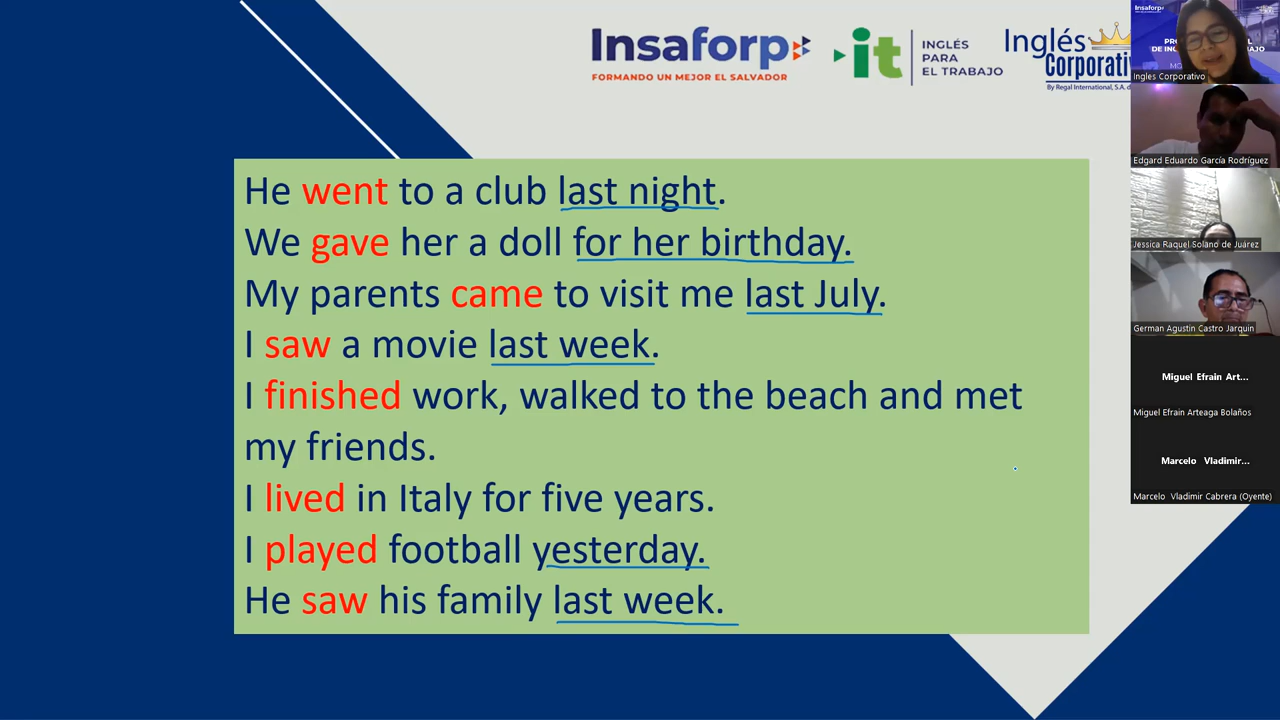 Insaforp
FORMANDO UN MEJOR EL SALVADOR
it
INGLÉS
PARA
EL TRABAJO
Inglés
Corporativ
By Regal International, S.A. d
He went to a club last night.
We gave her a doll for her birthday.
My parents came to visit me last July.
I saw a movie last week.
I finished work, walked to the beach and met
my friends.
I lived in Italy for five years.
I played football yesterday.
He saw his family last week.
Insaforp
Ingles Corporativo
Edgard Eduardo García Rodríguez
Jessica Raquel Solano de Juárez
German Agustin Castro Jarquin
Miguel Efrain Art...
Miguel Efrain Arteaga Bolaños
Marcelo Vladimir...
Marcelo Vladimir Cabrera (Oyente)